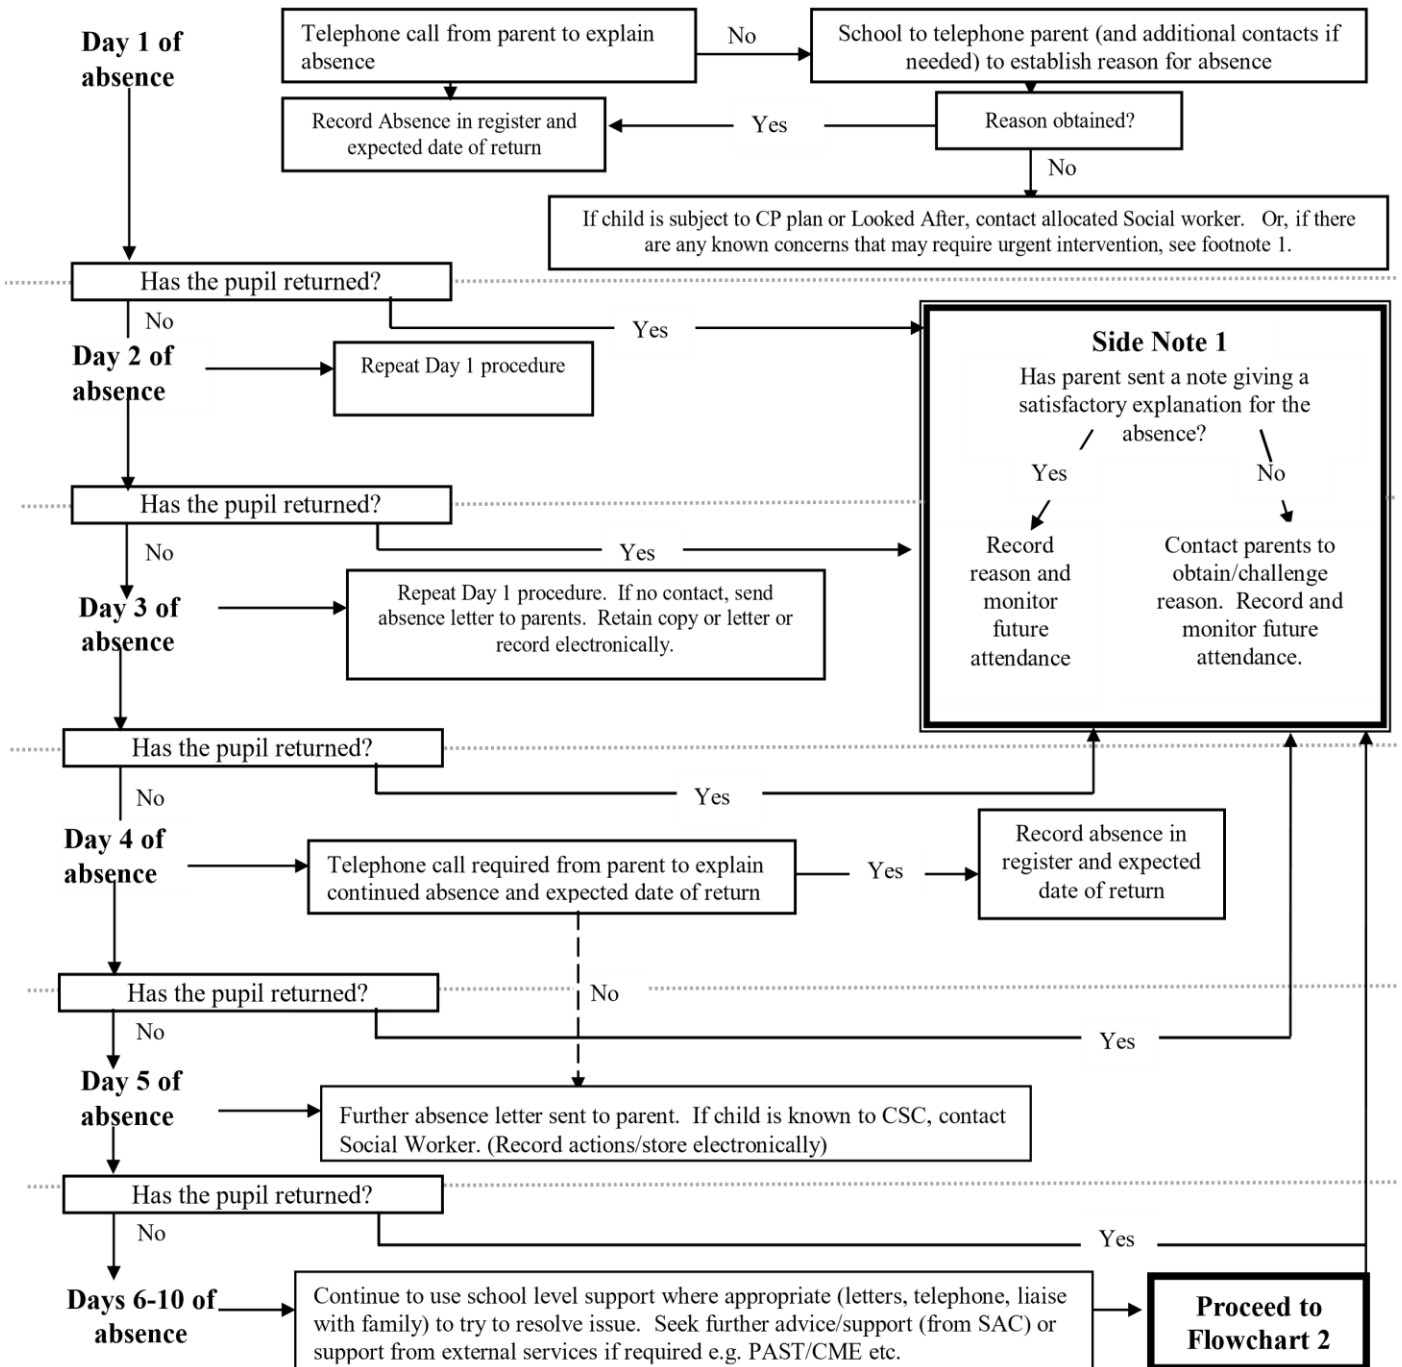 Day 1 of
absence
Telephone call from parent to explain
absence
No
School to telephone parent (and additional contacts if
needed) to establish reason for absence
Record Absence in register and
expected date of return
Yes
Reason obtained?
No
If child is subject to CP plan or Looked After, contact allocated Social worker.   Or, if there
are any known concerns that may require urgent intervention, see footnote 1.
Has the pupil returned?
No
Yes
Day 2 of
absence
Repeat Day 1 procedure
Side Note 1
Has parent sent a note giving a
satisfactory explanation for the
absence?
Yes
No
Record
reason and
monitor
future
attendance
Contact parents to
obtain/challenge
reason.  Record and
monitor future
attendance.
Has the pupil returned?
No
Yes
Day 3 of
absence
Repeat Day 1 procedure.  If no contact, send
absence letter to parents.  Retain copy or letter or
record electronically.
Has the pupil returned?
No
Yes
Day 4 of
absence
Telephone call required from parent to explain
continued absence and expected date of return
Yes
Record absence in
register and expected
date of return
No
Has the pupil returned?
No
Yes
Day 5 of
absence
Further absence letter sent to parent.  If child is known to CSC, contact
Social Worker. (Record actions/store electronically)
Has the pupil returned?
No
Yes
Days 6-10 of
absence
Continue to use school level support where appropriate (letters, telephone, liaise
with family) to try to resolve issue.  Seek further advice/support (from SAC) or
support from external services if required e.g. PAST/CME etc.
Proceed to
Flowchart 2